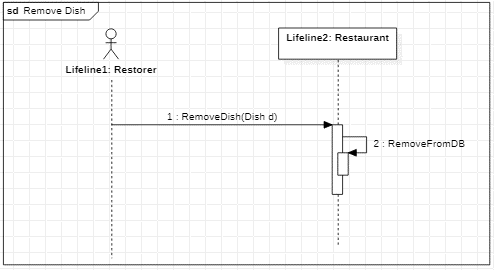 sd Remove Dish
Lifeline1: Restorer
Lifeline2: Restaurant
1 : RemoveDish(Dish d)
2 : RemoveFromDB